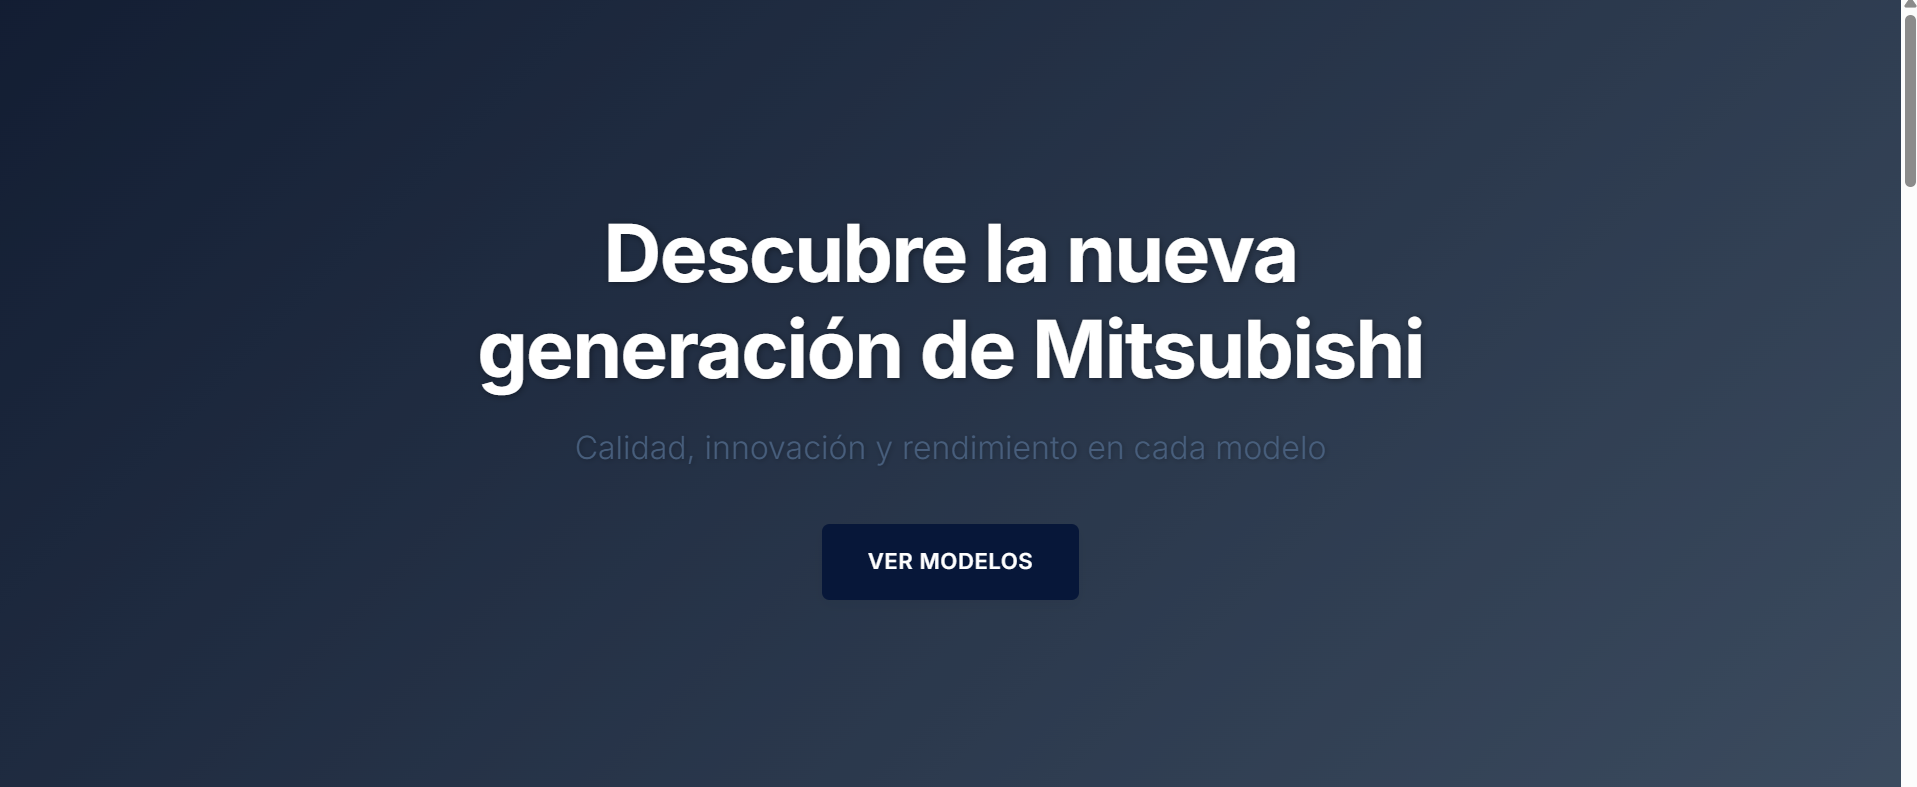 Descubre la nueva
generación de Mitsubishi
Calidad, innovación y rendimiento en cada modelo
VER MODELOS